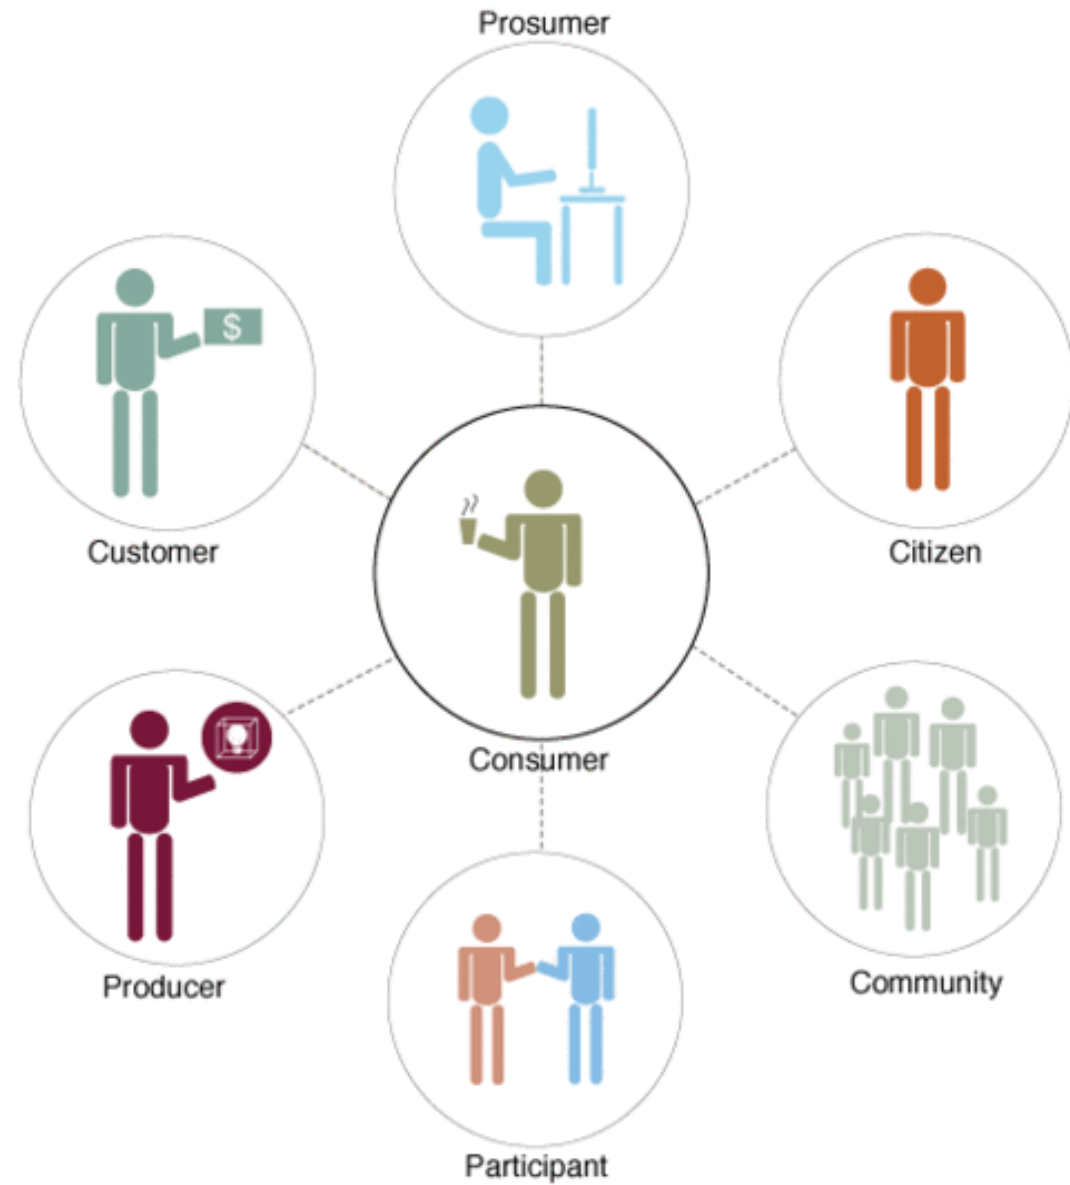 Prosumer
$
Customer
Citizen
Consumer
Producer
Community
Participant